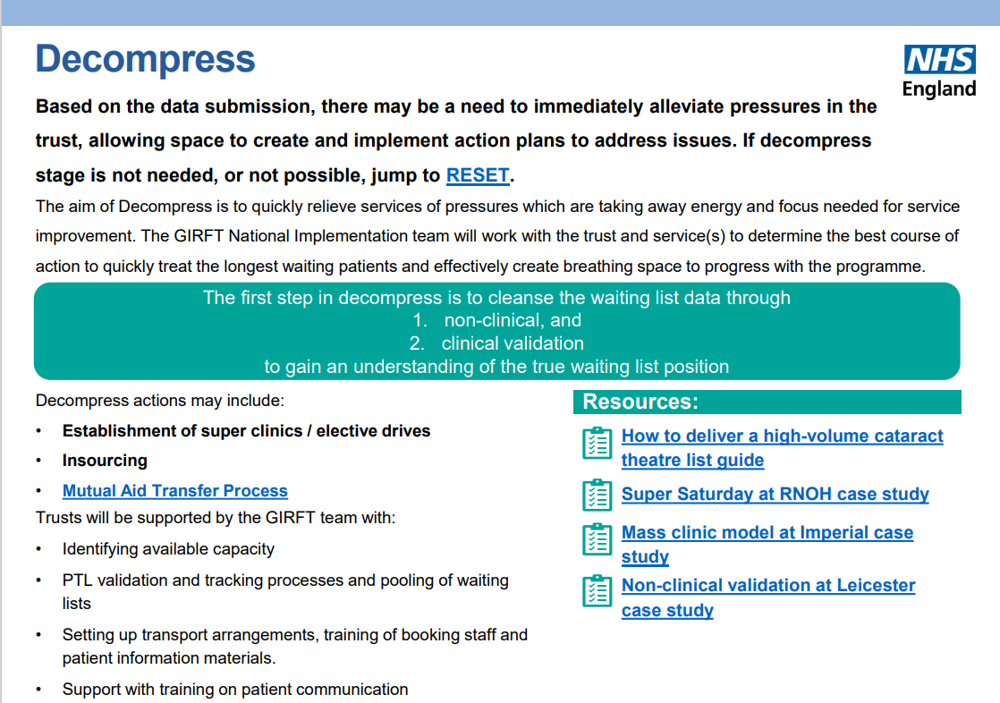 Decompress
NHS
England
Based on the data submission, there may be a need to immediately alleviate pressures in the
trust, allowing space to create and implement action plans to address issues. If decompress
stage is not needed, or not possible, jump to RESET.
The aim of Decompress is to quickly relieve services of pressures which are taking away energy and focus needed for service
improvement. The GIRFT National Implementation team will work with the trust and service(s) to determine the best course of
action to quickly treat the longest waiting patients and effectively create breathing space to progress with the programme.
The first step in decompress is to cleanse the waiting list data through
1. non-clinical, and
2. clinical validation
to gain an understanding of the true waiting list position
Decompress actions may include:
• Establishment of super clinics / elective drives
• Insourcing
• Mutual Aid Transfer Process
Trusts will be supported by the GIRFT team with:
• Identifying available capacity
• PTL validation and tracking processes and pooling of waiting
lists
• Setting up transport arrangements, training of booking staff and
patient information materials.
• Support with training on patient communication
Resources:
How to deliver a high-volume cataract
theatre list guide
Super Saturday at RNOH case study
Mass clinic model at Imperial case
study
Non-clinical validation at Leicester
case study